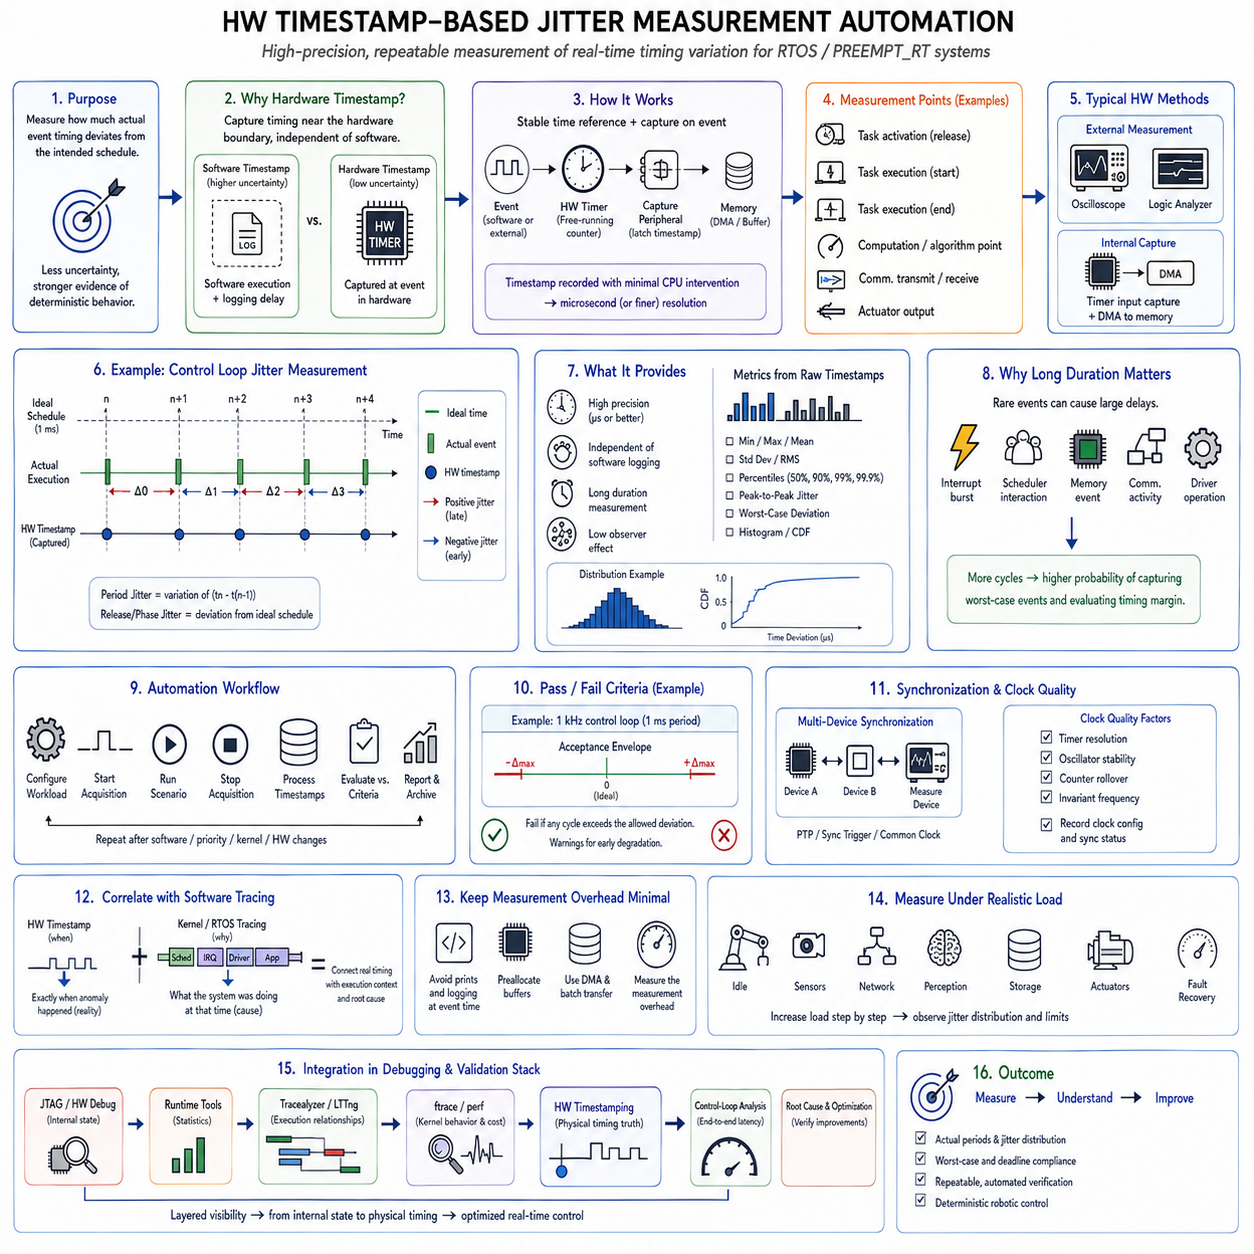 HW TIMESTAMP-BASED JITTER MEASUREMENT AUTOMATION
High-precision, repeatable measurement of real-time timing variation for RTOS / PREEMPT_RT systems
1. Purpose
Measure how much actual
event timing deviates from
the intended schedule.
Less uncertainty,
stronger evidence of
deterministic behavior.
2. Why Hardware Timestamp?
Capture timing near the hardware
boundary, independent of software.
Software Timestamp
(higher uncertainty)
LOG
Software execution
+ logging delay
vs.
Hardware Timestamp
(low uncertainty)
HW
TIMER
Captured at event
in hardware
3. How It Works
Stable time reference + capture on event
Event
(software or
external)
HW Timer
(Free-running
counter)
Capture
Peripheral
(latch timestamp)
Memory
(DMA / Buffer)
Timestamp recorded with minimal CPU intervention
→ microsecond (or finer) resolution
4. Measurement Points (Examples)
Task activation (release)
Task execution (start)
Task execution (end)
Computation / algorithm point
Comm. transmit / receive
Actuator output
5. Typical HW Methods
External Measurement
Oscilloscope
Logic Analyzer
Internal Capture
DMA
Timer input capture
+ DMA to memory
6. Example: Control Loop Jitter Measurement
Ideal
Schedule
(1 ms)
n
n+1
n+2
n+3
n+4
Time
Actual
Execution
Δ0
Δ1
Δ2
Δ3
HW Timestamp
(Captured)
Ideal time
Actual event
HW timestamp
Positive jitter
(late)
Negative jitter
(early)
Period Jitter = variation of (tn - t(n-1))
Release/Phase Jitter = deviation from ideal schedule
7. What It Provides
High precision
(µs or better)
Independent of
software logging
Long duration
measurement
Low observer
effect
Metrics from Raw Timestamps
Min / Max / Mean
Std Dev / RMS
Percentiles (50%, 90%, 99%, 99.9%)
Peak-to-Peak Jitter
Worst-Case Deviation
Histogram / CDF
Distribution Example
CDF
1.0
0.5
0
Time Deviation (µs)
8. Why Long Duration Matters
Rare events can cause large delays.
Interrupt
burst
Scheduler
interaction
Memory
event
Comm.
activity
Driver
operation
More cycles → higher probability of capturing
worst-case events and evaluating timing margin.
9. Automation Workflow
Configure
Workload
Start
Acquisition
Run
Scenario
Stop
Acquisition
Process
Timestamps
Evaluate vs.
Criteria
Report &
Archive
Repeat after software / priority / kernel / HW changes
10. Pass / Fail Criteria (Example)
Example: 1 kHz control loop (1 ms period)
Acceptance Envelope
-Δmax
+Δmax
0
(Ideal)
Fail if any cycle exceeds the allowed deviation.
Warnings for early degradation.
11. Synchronization & Clock Quality
Multi-Device Synchronization
Device A
Device B
Measure
Device
PTP / Sync Trigger / Common Clock
Clock Quality Factors
Timer resolution
Oscillator stability
Counter rollover
Invariant frequency
Record clock config
and sync status
12. Correlate with Software Tracing
HW Timestamp
(when)
Exactly when anomaly
happened (reality)
+
Kernel / RTOS Tracing
(why)
Sched
IRQ
Driver
App
What the system was doing
at that time (cause)
=
Connect real timing
with execution context
and root cause
13. Keep Measurement Overhead Minimal
</>
Avoid prints
and logging
at event time
Preallocate
buffers
Use DMA &
batch transfer
Measure the
measurement
overhead
14. Measure Under Realistic Load
Idle
Sensors
Network
Perception
Storage
Actuators
Fault
Recovery
Increase load step by step → observe jitter distribution and limits
15. Integration in Debugging & Validation Stack
JTAG / HW Debug
(Internal state)
Runtime Tools
(Statistics)
Tracealyzer / LTTng
(Execution relationships)
ftrace / perf
(Kernel behavior & cost)
HW Timestamping
(Physical timing truth)
Control-Loop Analysis
(End-to-end latency)
Root Cause & Optimization
(Verify improvements)
Layered visibility → from internal state to physical timing → optimized real-time control
16. Outcome
Measure → Understand → Improve
Actual periods & jitter distribution
Worst-case and deadline compliance
Repeatable, automated verification
Deterministic robotic control